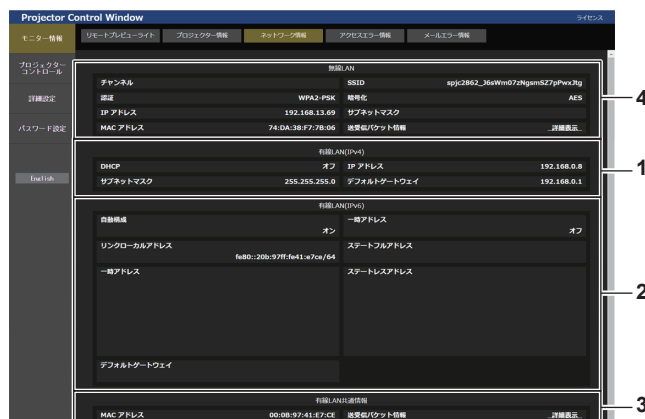 Projector Control Window
ライセンス
モニター情報
リモートプレビューライト プロジェクター情報 ネットワーク情報 アクセスエラー情報 メールエラー情報
プロジェクター
コントロール
詳細設定
パスワード設定
English
無線LAN
チャンネル SSID spjc2862_J6sWm07zNgsmSZ7pPwxJtg
認証 WPA2-PSK 暗号化 AES
IP アドレス 192.168.13.69 サブネットマスク
MAC アドレス 74:DA:38:F7:7B:06 送受信パケット情報 詳細表示
4
有線LAN(IPv4)
DHCP オフ IP アドレス 192.168.0.8
サブネットマスク 255.255.255.0 デフォルトゲートウェイ 192.168.0.1
1
有線LAN(IPv6)
自動構成 オン 一時アドレス オフ
リンクローカルアドレス ステートフルアドレス
fe80::20b:97ff:fe41:e7ce/64
一時アドレス ステートレスアドレス
デフォルトゲートウェイ
2
有線LAN共通情報
MAC アドレス 00:0B:97:41:E7:CE 送受信パケット情報 詳細表示
3